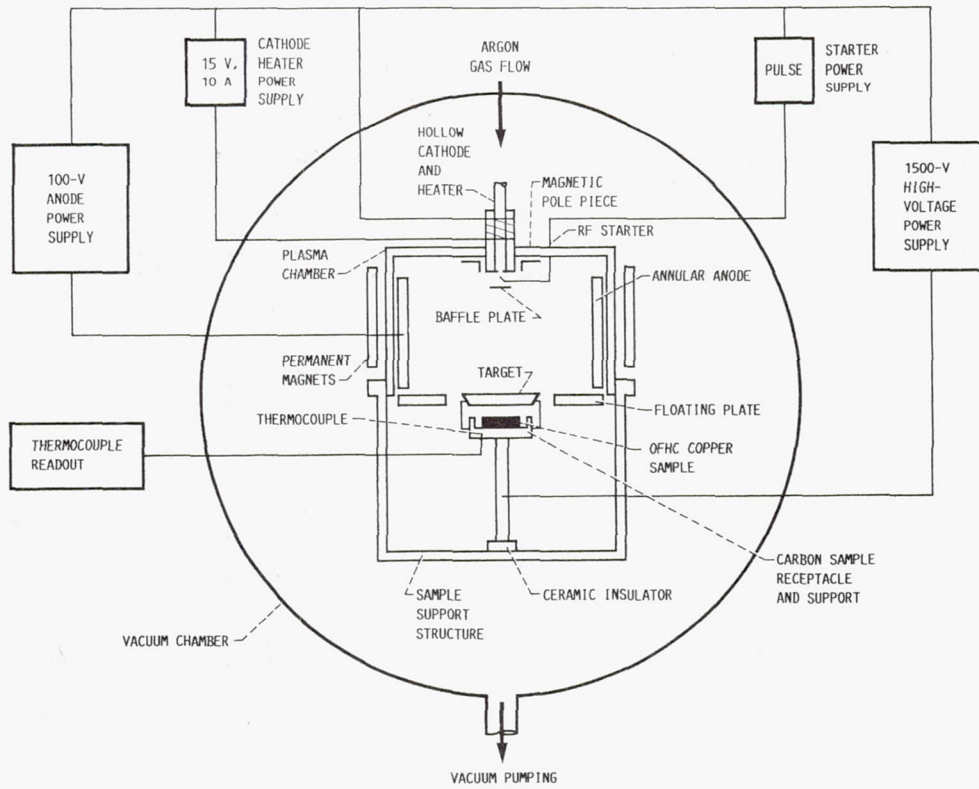 15 V,
10 A
CATHODE
HEATER
POWER
SUPPLY
ARGON
GAS FLOW
PULSE
STARTER
POWER
SUPPLY
100-V
ANODE
POWER
SUPPLY
HOLLOW
CATHODE
AND
HEATER
MAGNETIC
POLE PIECE
RF STARTER
1500-V
HIGH-
VOLTAGE
POWER
SUPPLY
PLASMA
CHAMBER
ANNULAR ANODE
BAFFLE PLATE
PERMANENT
MAGNETS
TARGET
THERMOCOUPLE
FLOATING PLATE
THERMOCOUPLE
READOUT
OFHC COPPER
SAMPLE
SAMPLE
SUPPORT
STRUCTURE
CERAMIC INSULATOR
CARBON SAMPLE
RECEPTACLE
AND SUPPORT
VACUUM CHAMBER
VACUUM PUMPING